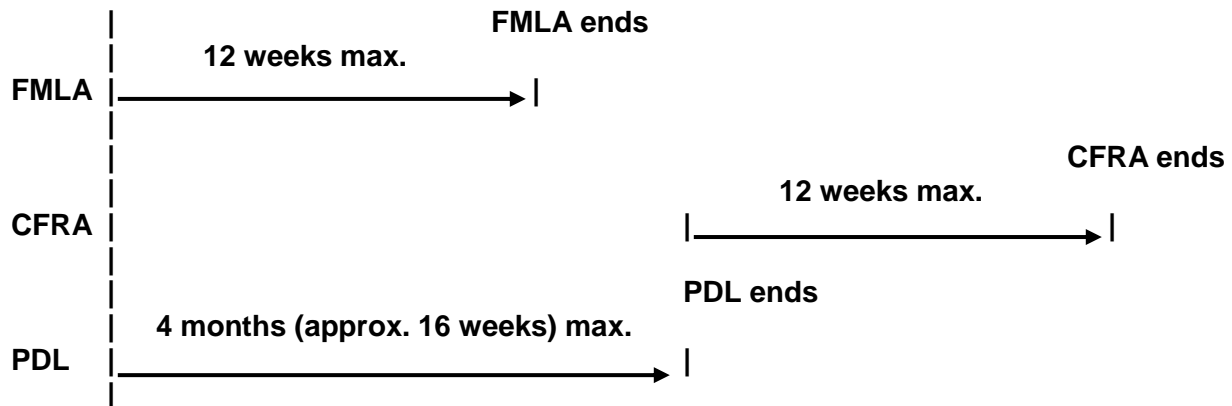 FMLA ends
12 weeks max.
FMLA
CFRA ends
12 weeks max.
CFRA
PDL ends
4 months (approx. 16 weeks) max.
PDL